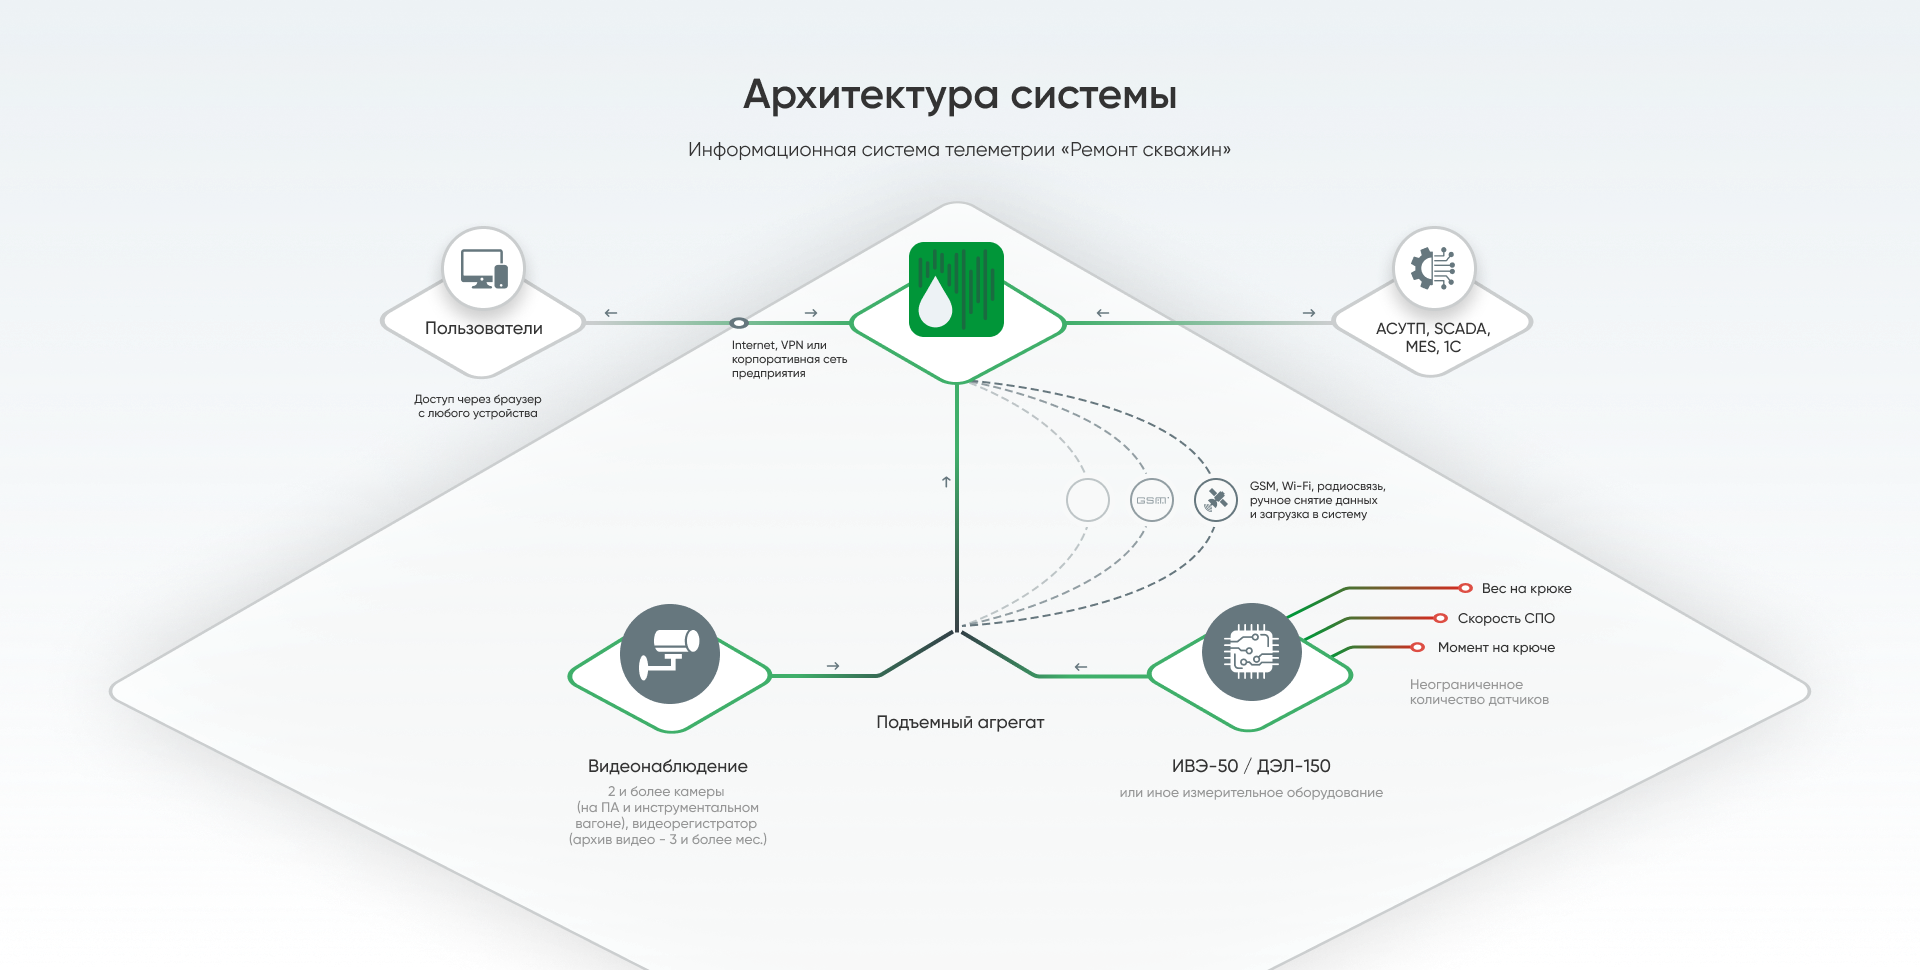 Архитектура системы
Информационная система телеметрии «Ремонт скважин»
Пользователи
Доступ через браузер
с любого устройства
Internet, VPN или
корпоративная сеть
предприятия
АСУТП, SCADA,
MES, 1С
GSM
GSM, Wi-Fi, радиосвязь,
ручное снятие данных
и загрузка в систему
Вес на крюке
Скорость СПО
Момент на крюче
Неограниченное
количество датчиков
Подъемный агрегат
Видеонаблюдение
2 и более камеры
(на ПА и инструментальном
вагоне), видеорегистратор
(архив видео - 3 и более мес.)
ИВЭ-50 / ДЭЛ-150
или иное измерительное оборудование